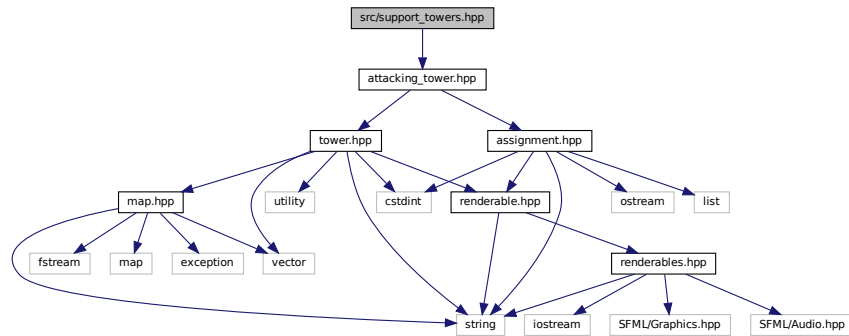 src/support_towers.hpp
attacking_tower.hpp
tower.hpp
assignment.hpp
map.hpp
utility
cstdint
renderable.hpp
ostream
list
fstream
map
exception
vector
renderables.hpp
string
iostream
SFML/Graphics.hpp
SFML/Audio.hpp